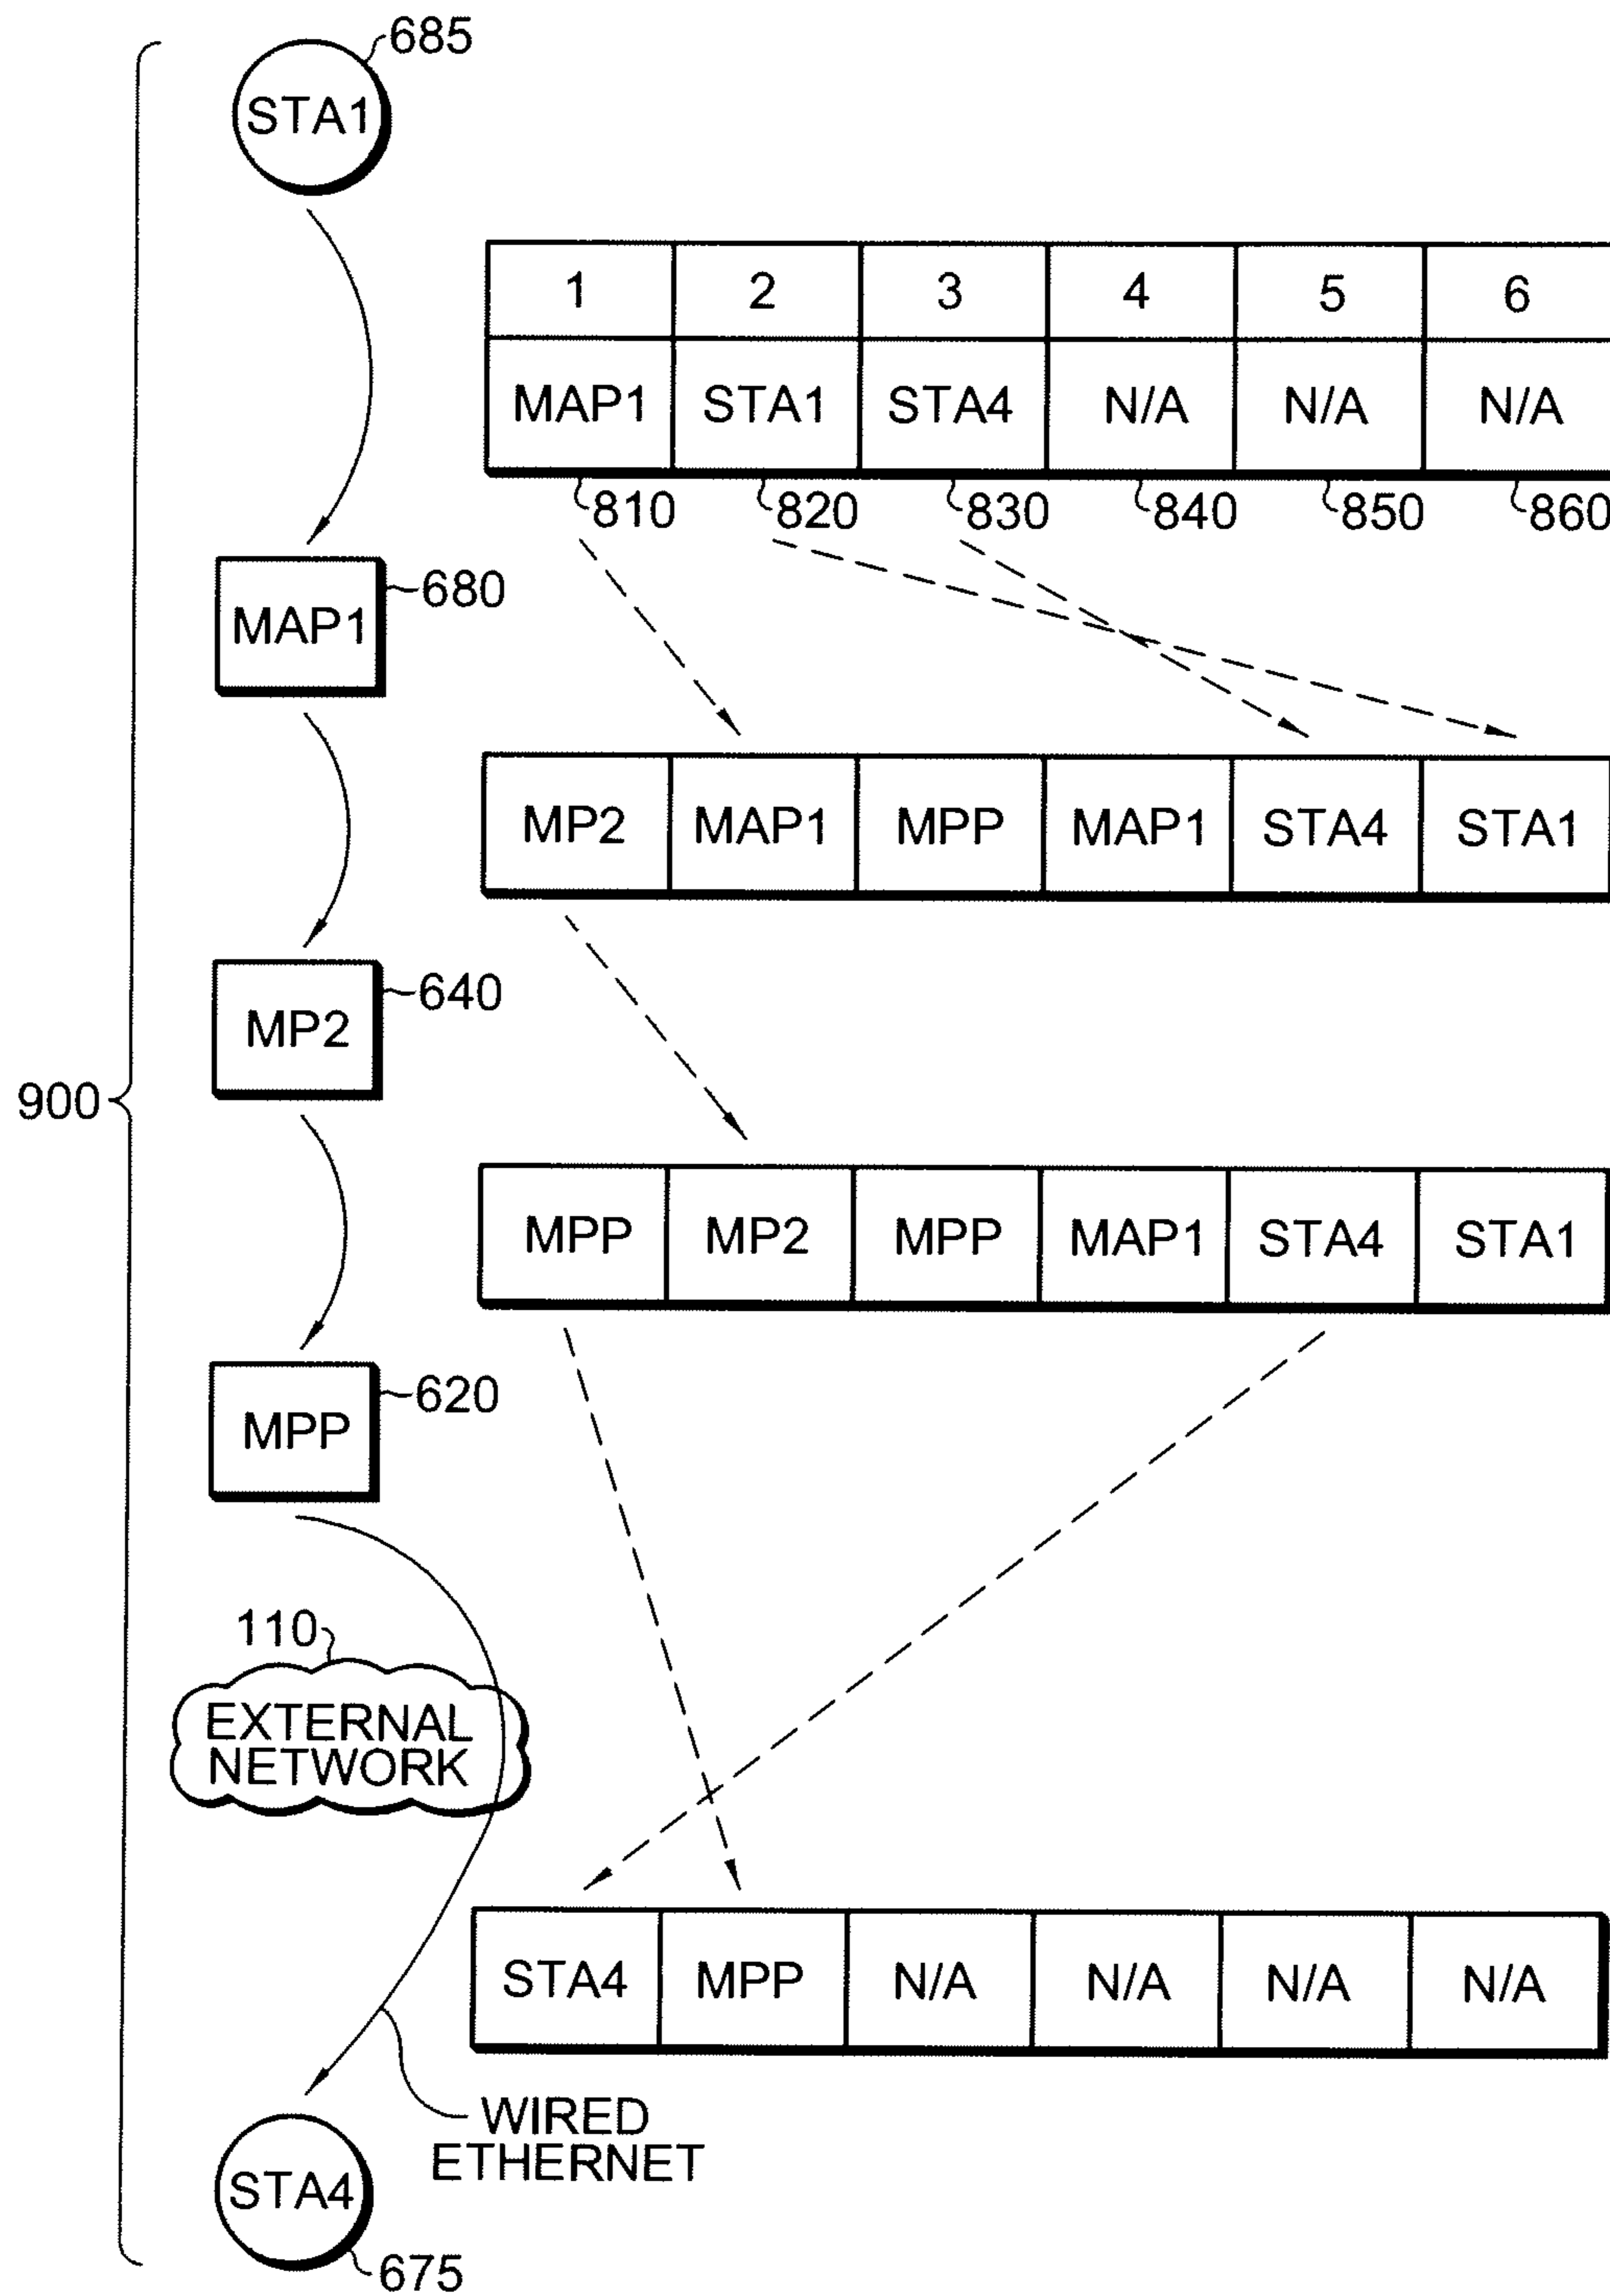 685
STA1
1 2 3 4 5 6
MAP1 STA1 STA4 N/A N/A N/A
810 820 830 840 850 860
MAP1
680
MP2 MAP1 MPP MAP1 STA4 STA1
640
MP2
900
MPP MP2 MPP MAP1 STA4 STA1
620
MPP
110
EXTERNAL
NETWORK
STA4 MPP N/A N/A N/A N/A
WIRED
ETHERNET
STA4
675